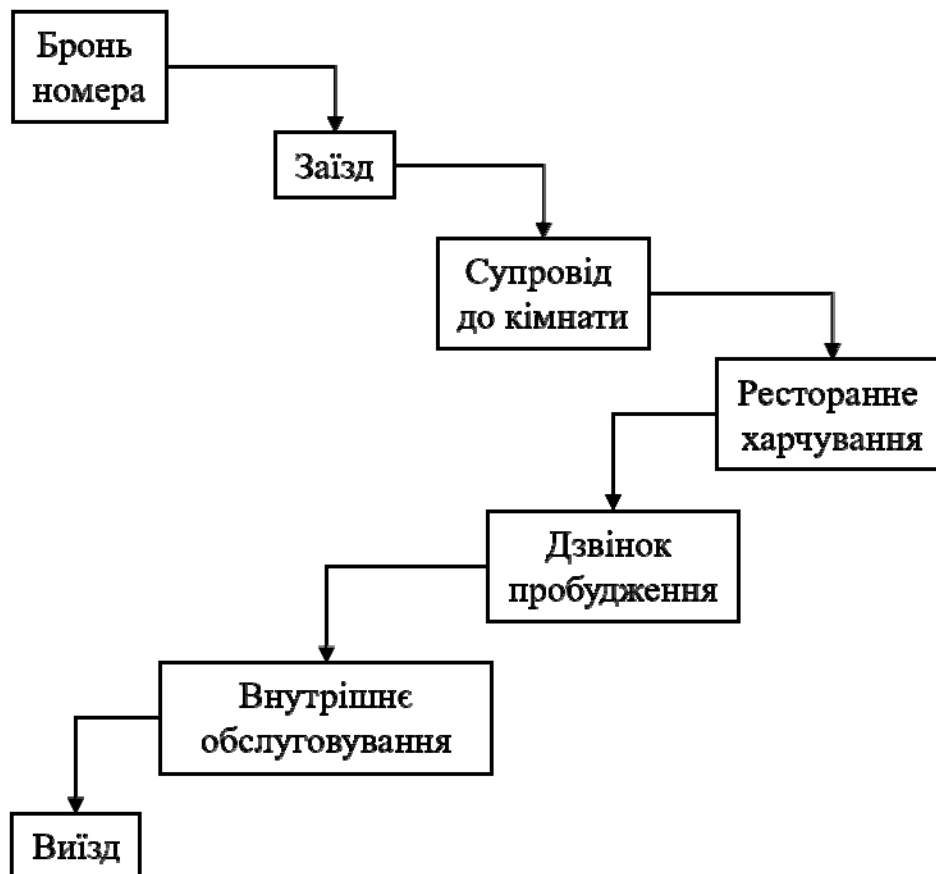 Бронь
номера
Заїзд
Супровід
до кімнати
Ресторанне
харчування
Дзвінок
пробудження
Внутрішнє
обслуговування
Виїзд